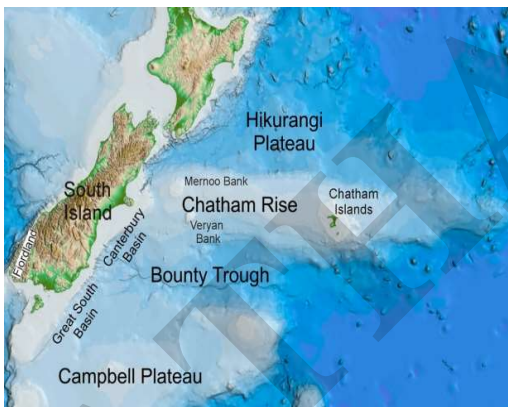 Hikurangi
Plateau
Mernoo Bank
South
Island
Chatham Rise
Chatham
Islands
Veryan
Bank
Canterbury
Basin
Fiordland
Bounty Trough
Great South
Basin
Campbell Plateau